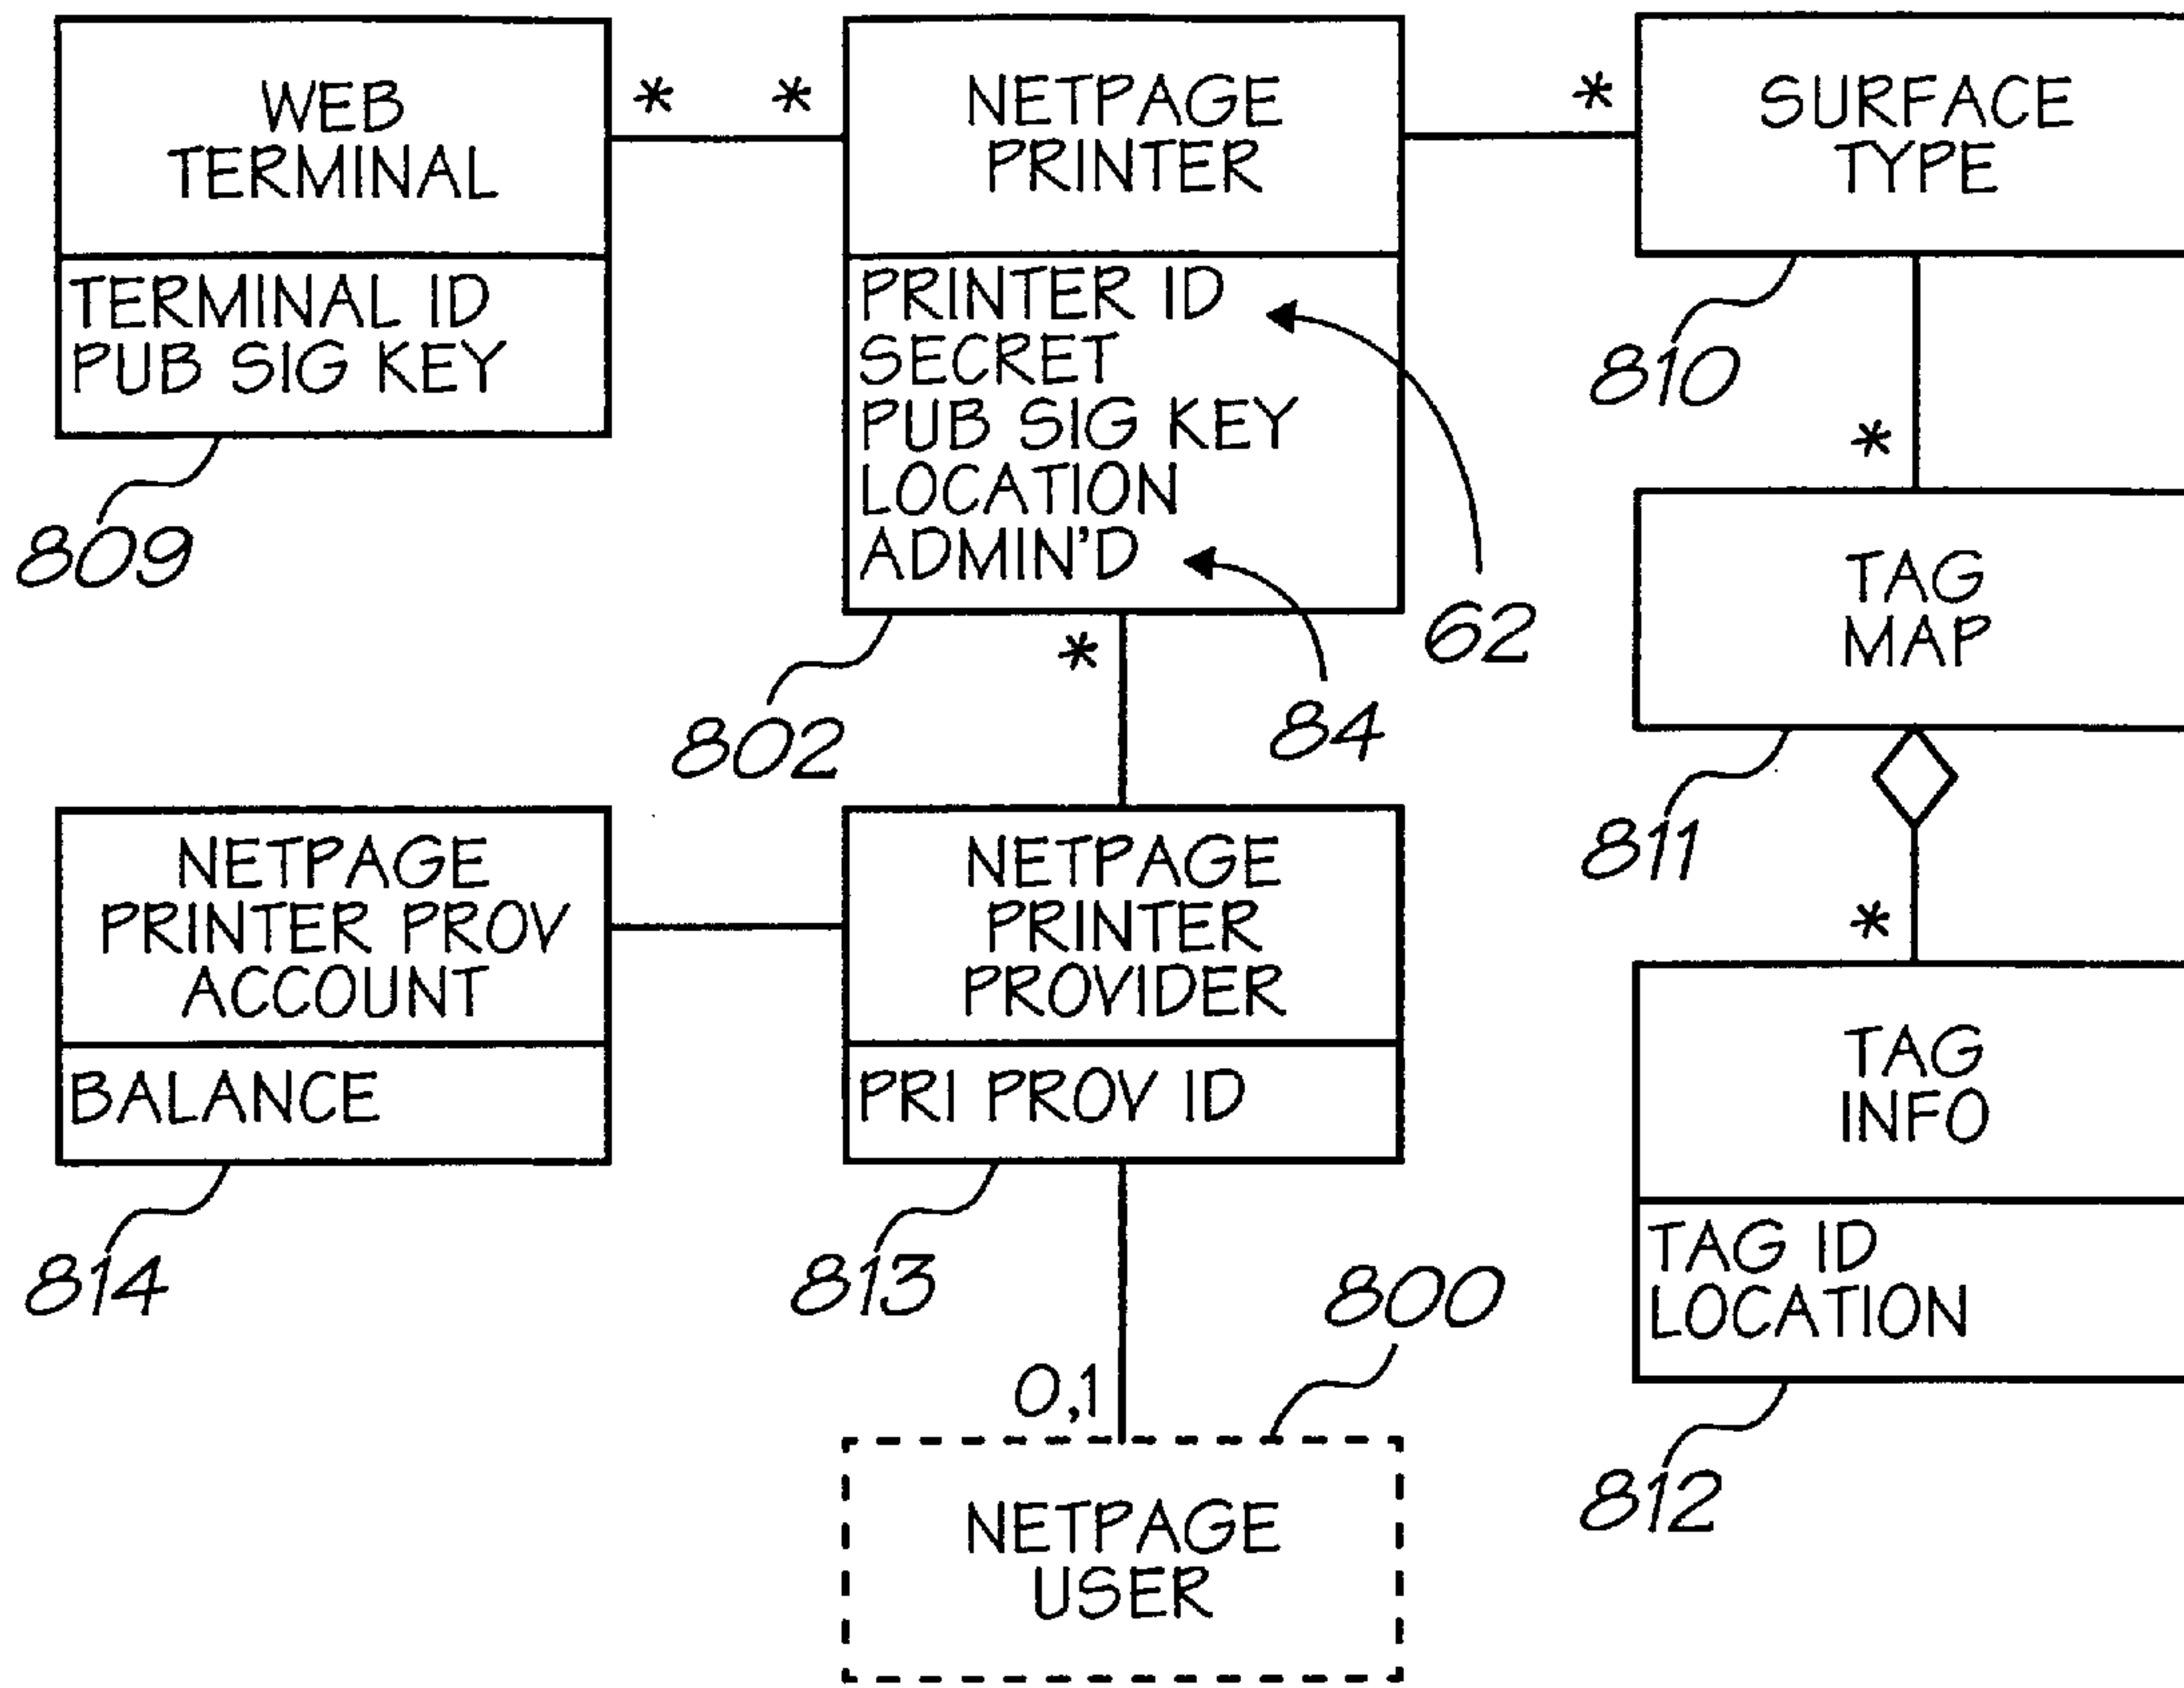 WEB
TERMINAL
TERMINAL ID
PUB SIG KEY
809
*
*
NETPAGE
PRINTER
PRINTER ID
SECRET
PUB SIG KEY
LOCATION
ADMIN'D
62
84
802
*
*
SURFACE
TYPE
810
*
TAG
MAP
811
*
TAG
INFO
TAG ID
LOCATION
812
NETPAGE
PRINTER PROV
ACCOUNT
BALANCE
814
NETPAGE
PRINTER
PROVIDER
PRI PROV ID
813
800
0,1
NETPAGE
USER